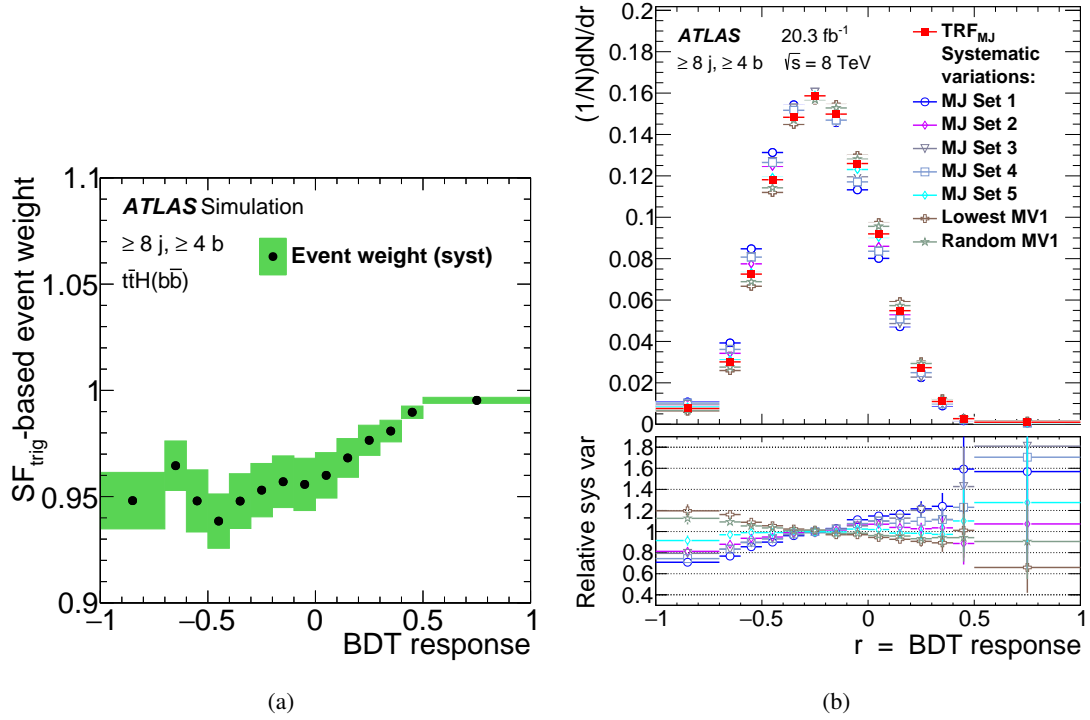 ATLAS Simulation
≥ 8 j, ≥ 4 b
tt̄H(bb̄)
Event weight (syst)
SF_trig-based event weight
1.1
1.05
1
0.95
0.9
−1 −0.5 0 0.5 1
BDT response
(a)
ATLAS 20.3 fb⁻¹
≥ 8 j, ≥ 4 b √s = 8 TeV
TRF_MJ
Systematic
variations:
MJ Set 1
MJ Set 2
MJ Set 3
MJ Set 4
MJ Set 5
Lowest MV1
Random MV1
(1/N)dN/dr
0.2
0.18
0.16
0.14
0.12
0.1
0.08
0.06
0.04
0.02
0
Relative sys var
1.8
1.6
1.4
1.2
1
0.8
0.6
0.4
−1 −0.5 0 0.5 1
r = BDT response
(b)